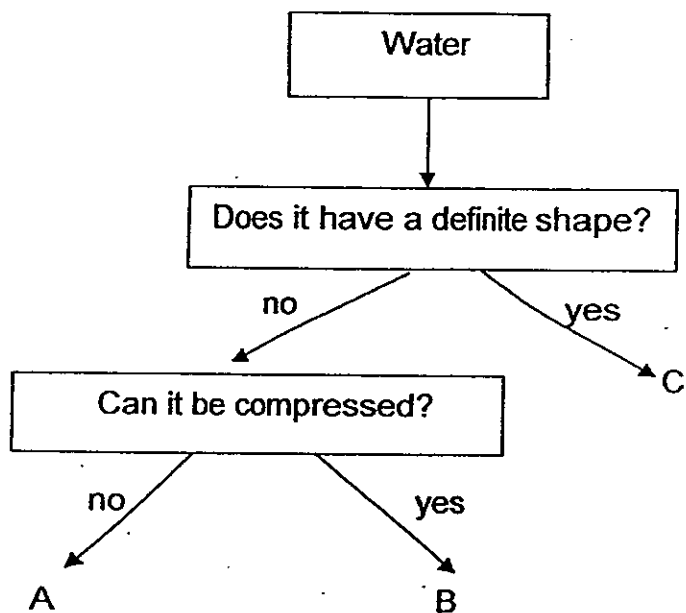 Water
Does it have a definite shape?
no
yes
Can it be compressed?
C
no
yes
A
B